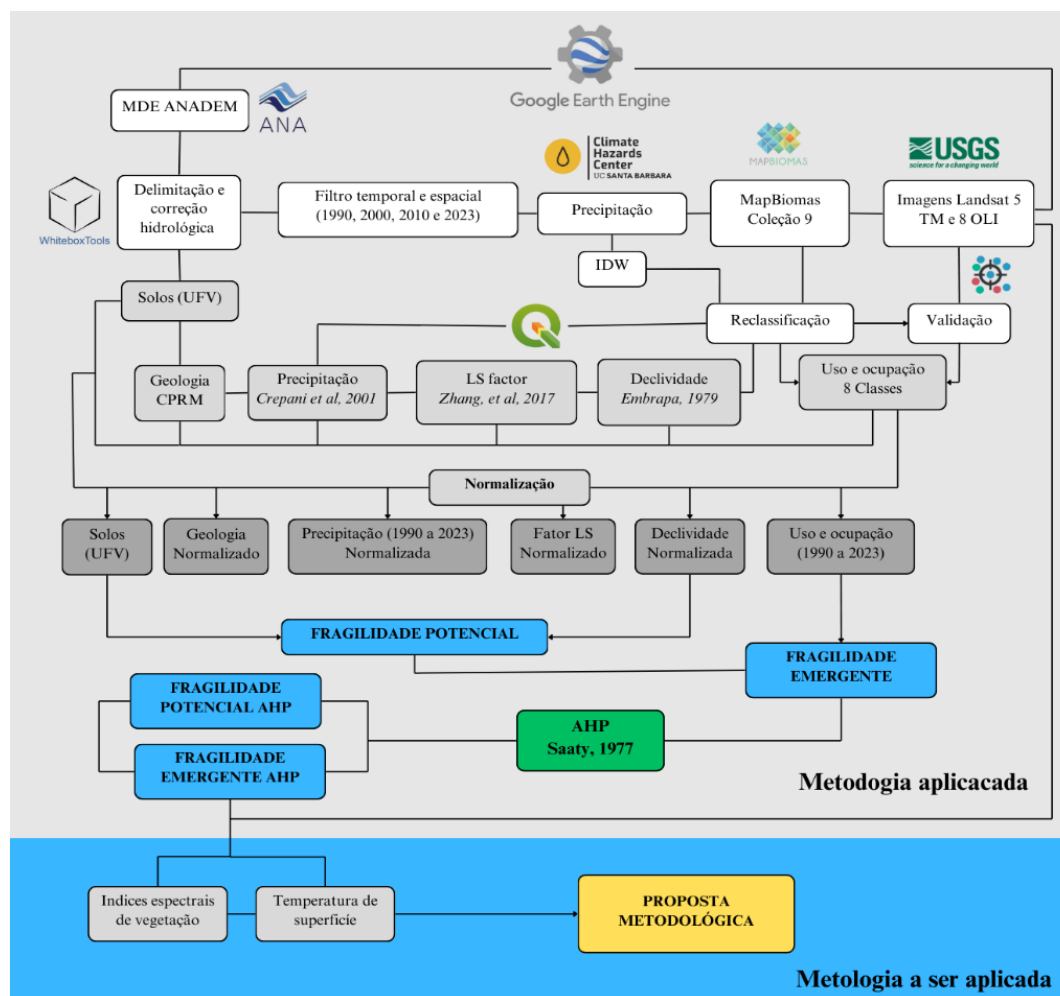 Google Earth Engine
MDE ANADEM
ANA
Climate
Hazards
Center
UC SANTA BARBARA
MAPBIOMAS
USGS
science for a changing world
WhiteboxTools
Delimitação e
correção
hidrológica
Filtro temporal e espacial
(1990, 2000, 2010 e 2023)
Precipitação
MapBiomas
Coleção 9
Imagens Landsat 5
TM e 8 OLI
IDW
Solos (UFV)
Reclassificação
Validação
Geologia
CPRM
Precipitação
Crepani et al, 2001
LS factor
Zhang, et al, 2017
Declividade
Embrapa, 1979
Uso e ocupação
8 Classes
Normalização
Solos
(UFV)
Geologia
Normalizado
Precipitação (1990 a 2023)
Normalizada
Fator LS
Normalizado
Declividade
Normalizada
Uso e ocupação
(1990 a 2023)
FRAGILIDADE POTENCIAL
FRAGILIDADE
EMERGENTE
FRAGILIDADE
POTENCIAL AHP
AHP
Saaty, 1977
FRAGILIDADE
EMERGENTE AHP
Metodogia aplicacada
Indices espectrais
de vegetação
Temperatura de
superfície
PROPOSTA
METODOLÓGICA
Metologia a ser aplicada